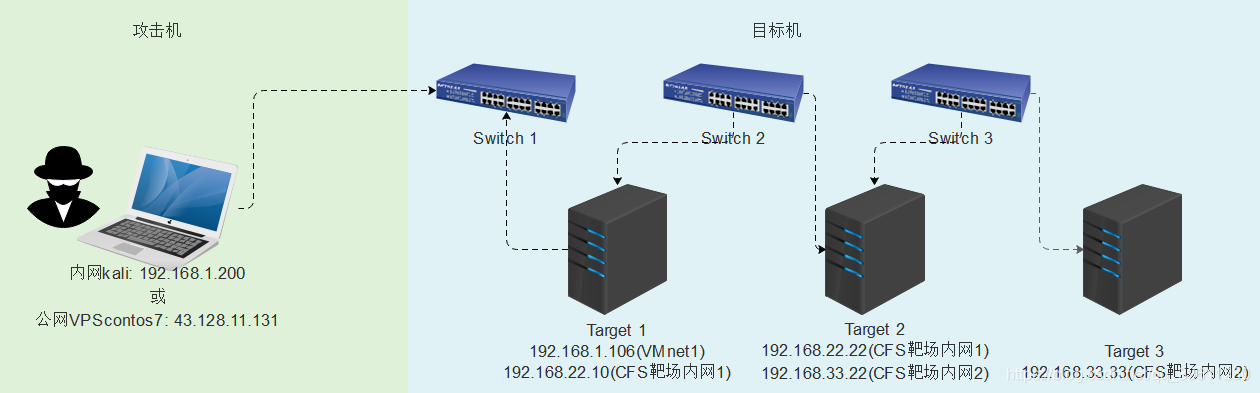 攻击机
目标机
Switch 1
Switch 2
Switch 3
内网kali: 192.168.1.200
或
公网VPScontos7: 43.128.11.131
Target 1
192.168.1.106(VMnet1)
192.168.22.10(CFS靶场内网1)
Target 2
192.168.22.22(CFS靶场内网1)
192.168.33.22(CFS靶场内网2)
Target 3
192.168.33.33(CFS靶场内网2)